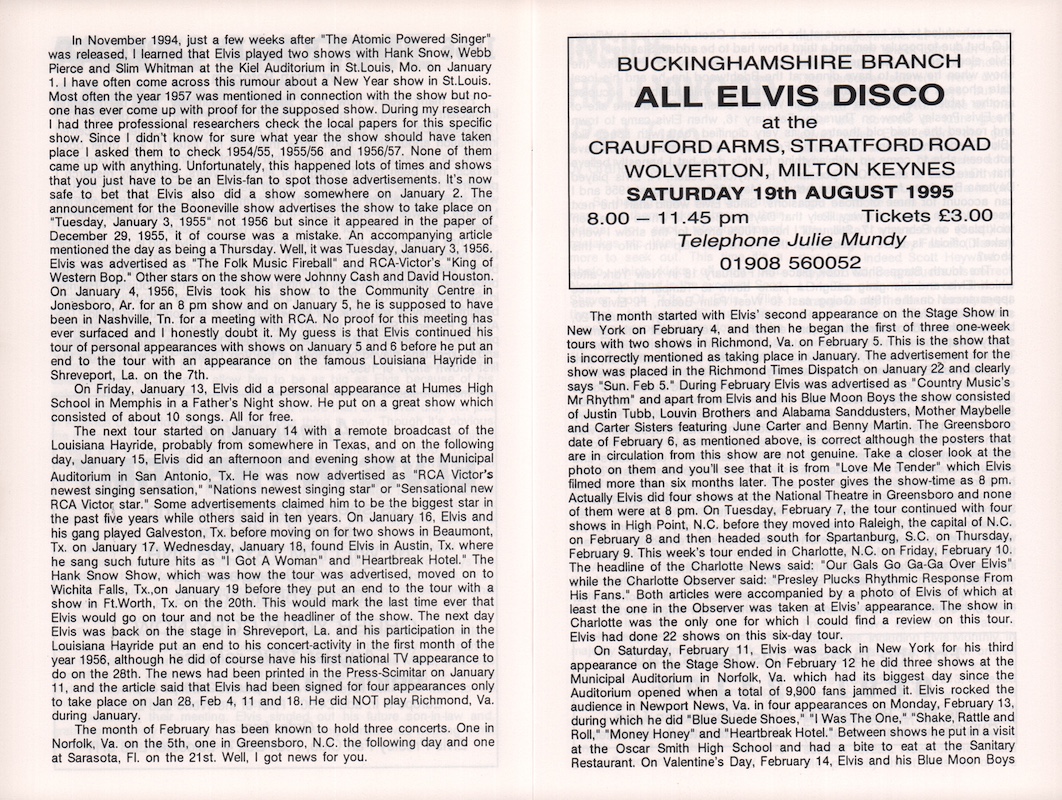 In November 1994, just a few weeks after "The Atomic Powered Singer"
was released, I learned that Elvis played two shows with Hank Snow, Webb
Pierce and Slim Whitman at the Kiel Auditorium in St.Louis, Mo. on January
1. I have often come across this rumour about a New Year show in St.Louis.
Most often the year 1957 was mentioned in connection with the show but no-
one has ever come up with proof for the supposed show. During my research
I had three professional researchers check the local papers for this specific
show. Since I didn't know for sure what year the show should have taken
place I asked them to check 1954/55, 1955/56 and 1956/57. None of them
came up with anything. Unfortunately, this happened lots of times and shows
that you just have to be an Elvis-fan to spot those advertisements. It's now
safe to bet that Elvis also did a show somewhere on January 2. The
announcement for the Booneville show advertises the show to take place on
"Tuesday, January 3, 1955" not 1956 but since it appeared in the paper of
December 29, 1955, it of course was a mistake. An accompanying article
mentioned the day as being a Thursday. Well, it was Tuesday, January 3, 1956.
Elvis was advertised as "The Folk Music Fireball" and RCA-Victor's "King of
Western Bop." Other stars on the show were Johnny Cash and David Houston.
On January 4, 1956, Elvis took his show to the Community Centre in
Jonesboro, Ar. for an 8 pm show and on January 5, he is supposed to have
been in Nashville, Tn. for a meeting with RCA. No proof for this meeting has
ever surfaced and I honestly doubt it. My guess is that Elvis continued his
tour of personal appearances with shows on January 5 and 6 before he put an
end to the tour with an appearance on the famous Louisiana Hayride in
Shreveport, La. on the 7th.
On Friday, January 13, Elvis did a personal appearance at Humes High
School in Memphis in a Father's Night show. He put on a great show which
consisted of about 10 songs. All for free.
The next tour started on January 14 with a remote broadcast of the
Louisiana Hayride, probably from somewhere in Texas, and on the following
day, January 15, Elvis did an afternoon and evening show at the Municipal
Auditorium in San Antonio, Tx. He was now advertised as "RCA Victor's
newest singing sensation," "Nations newest singing star" or "Sensational new
RCA Victor star." Some advertisements claimed him to be the biggest star in
the past five years while others said in ten years. On January 16, Elvis and
his gang played Galveston, Tx. before moving on for two shows in Beaumont,
Tx. on January 17. Wednesday, January 18, found Elvis in Austin, Tx. where
he sang such future hits as "I Got A Woman" and "Heartbreak Hotel." The
Hank Snow Show, which was how the tour was advertised, moved on to
Wichita Falls, Tx.,on January 19 before they put an end to the tour with a
show in Ft.Worth, Tx. on the 20th. This would mark the last time ever that
Elvis would go on tour and not be the headliner of the show. The next day
Elvis was back on the stage in Shreveport, La. and his participation in the
Louisiana Hayride put an end to his concert-activity in the first month of the
year 1956, although he did of course have his first national TV appearance to
do on the 28th. The news had been printed in the Press-Scimitar on January
11, and the article said that Elvis had been signed for four appearances only
to take place on Jan 28, Feb 4, 11 and 18. He did NOT play Richmond, Va.
during January.
The month of February has been known to hold three concerts. One in
Norfolk, Va. on the 5th, one in Greensboro, N.C. the following day and one
at Sarasota, Fl. on the 21st. Well, I got news for you.
BUCKINGHAMSHIRE BRANCH
ALL ELVIS DISCO
at the
CRAUFORD ARMS, STRATFORD ROAD
WOLVERTON, MILTON KEYNES
SATURDAY 19th AUGUST 1995
8.00 – 11.45 pm Tickets £3.00
Telephone Julie Mundy
01908 560052
The month started with Elvis' second appearance on the Stage Show in
New York on February 4, and then he began the first of three one-week
tours with two shows in Richmond, Va. on February 5. This is the show that
is incorrectly mentioned as taking place in January. The advertisement for the
show was placed in the Richmond Times Dispatch on January 22 and clearly
says "Sun. Feb 5." During February Elvis was advertised as "Country Music's
Mr Rhythm" and apart from Elvis and his Blue Moon Boys the show consisted
of Justin Tubb, Louvin Brothers and Alabama Sanddusters, Mother Maybelle
and Carter Sisters featuring June Carter and Benny Martin. The Greensboro
date of February 6, as mentioned above, is correct although the posters that
are in circulation from this show are not genuine. Take a closer look at the
photo on them and you'll see that it is from "Love Me Tender" which Elvis
filmed more than six months later. The poster gives the show-time as 8 pm.
Actually Elvis did four shows at the National Theatre in Greensboro and none
of them were at 8 pm. On Tuesday, February 7, the tour continued with four
shows in High Point, N.C. before they moved into Raleigh, the capital of N.C.
on February 8 and then headed south for Spartanburg, S.C. on Thursday,
February 9. This week's tour ended in Charlotte, N.C. on Friday, February 10.
The headline of the Charlotte News said: "Our Gals Go Ga-Ga Over Elvis"
while the Charlotte Observer said: "Presley Plucks Rhythmic Response From
His Fans." Both articles were accompanied by a photo of Elvis of which at
least the one in the Observer was taken at Elvis' appearance. The show in
Charlotte was the only one for which I could find a review on this tour.
Elvis had done 22 shows on this six-day tour.
On Saturday, February 11, Elvis was back in New York for his third
appearance on the Stage Show. On February 12 he did three shows at the
Municipal Auditorium in Norfolk, Va. which had its biggest day since the
Auditorium opened when a total of 9,900 fans jammed it. Elvis rocked the
audience in Newport News, Va. in four appearances on Monday, February 13,
during which he did "Blue Suede Shoes," "I Was The One," "Shake, Rattle and
Roll," "Money Honey" and "Heartbreak Hotel." Between shows he put in a visit
at the Oscar Smith High School and had a bite to eat at the Sanitary
Restaurant. On Valentine's Day, February 14, Elvis and his Blue Moon Boys